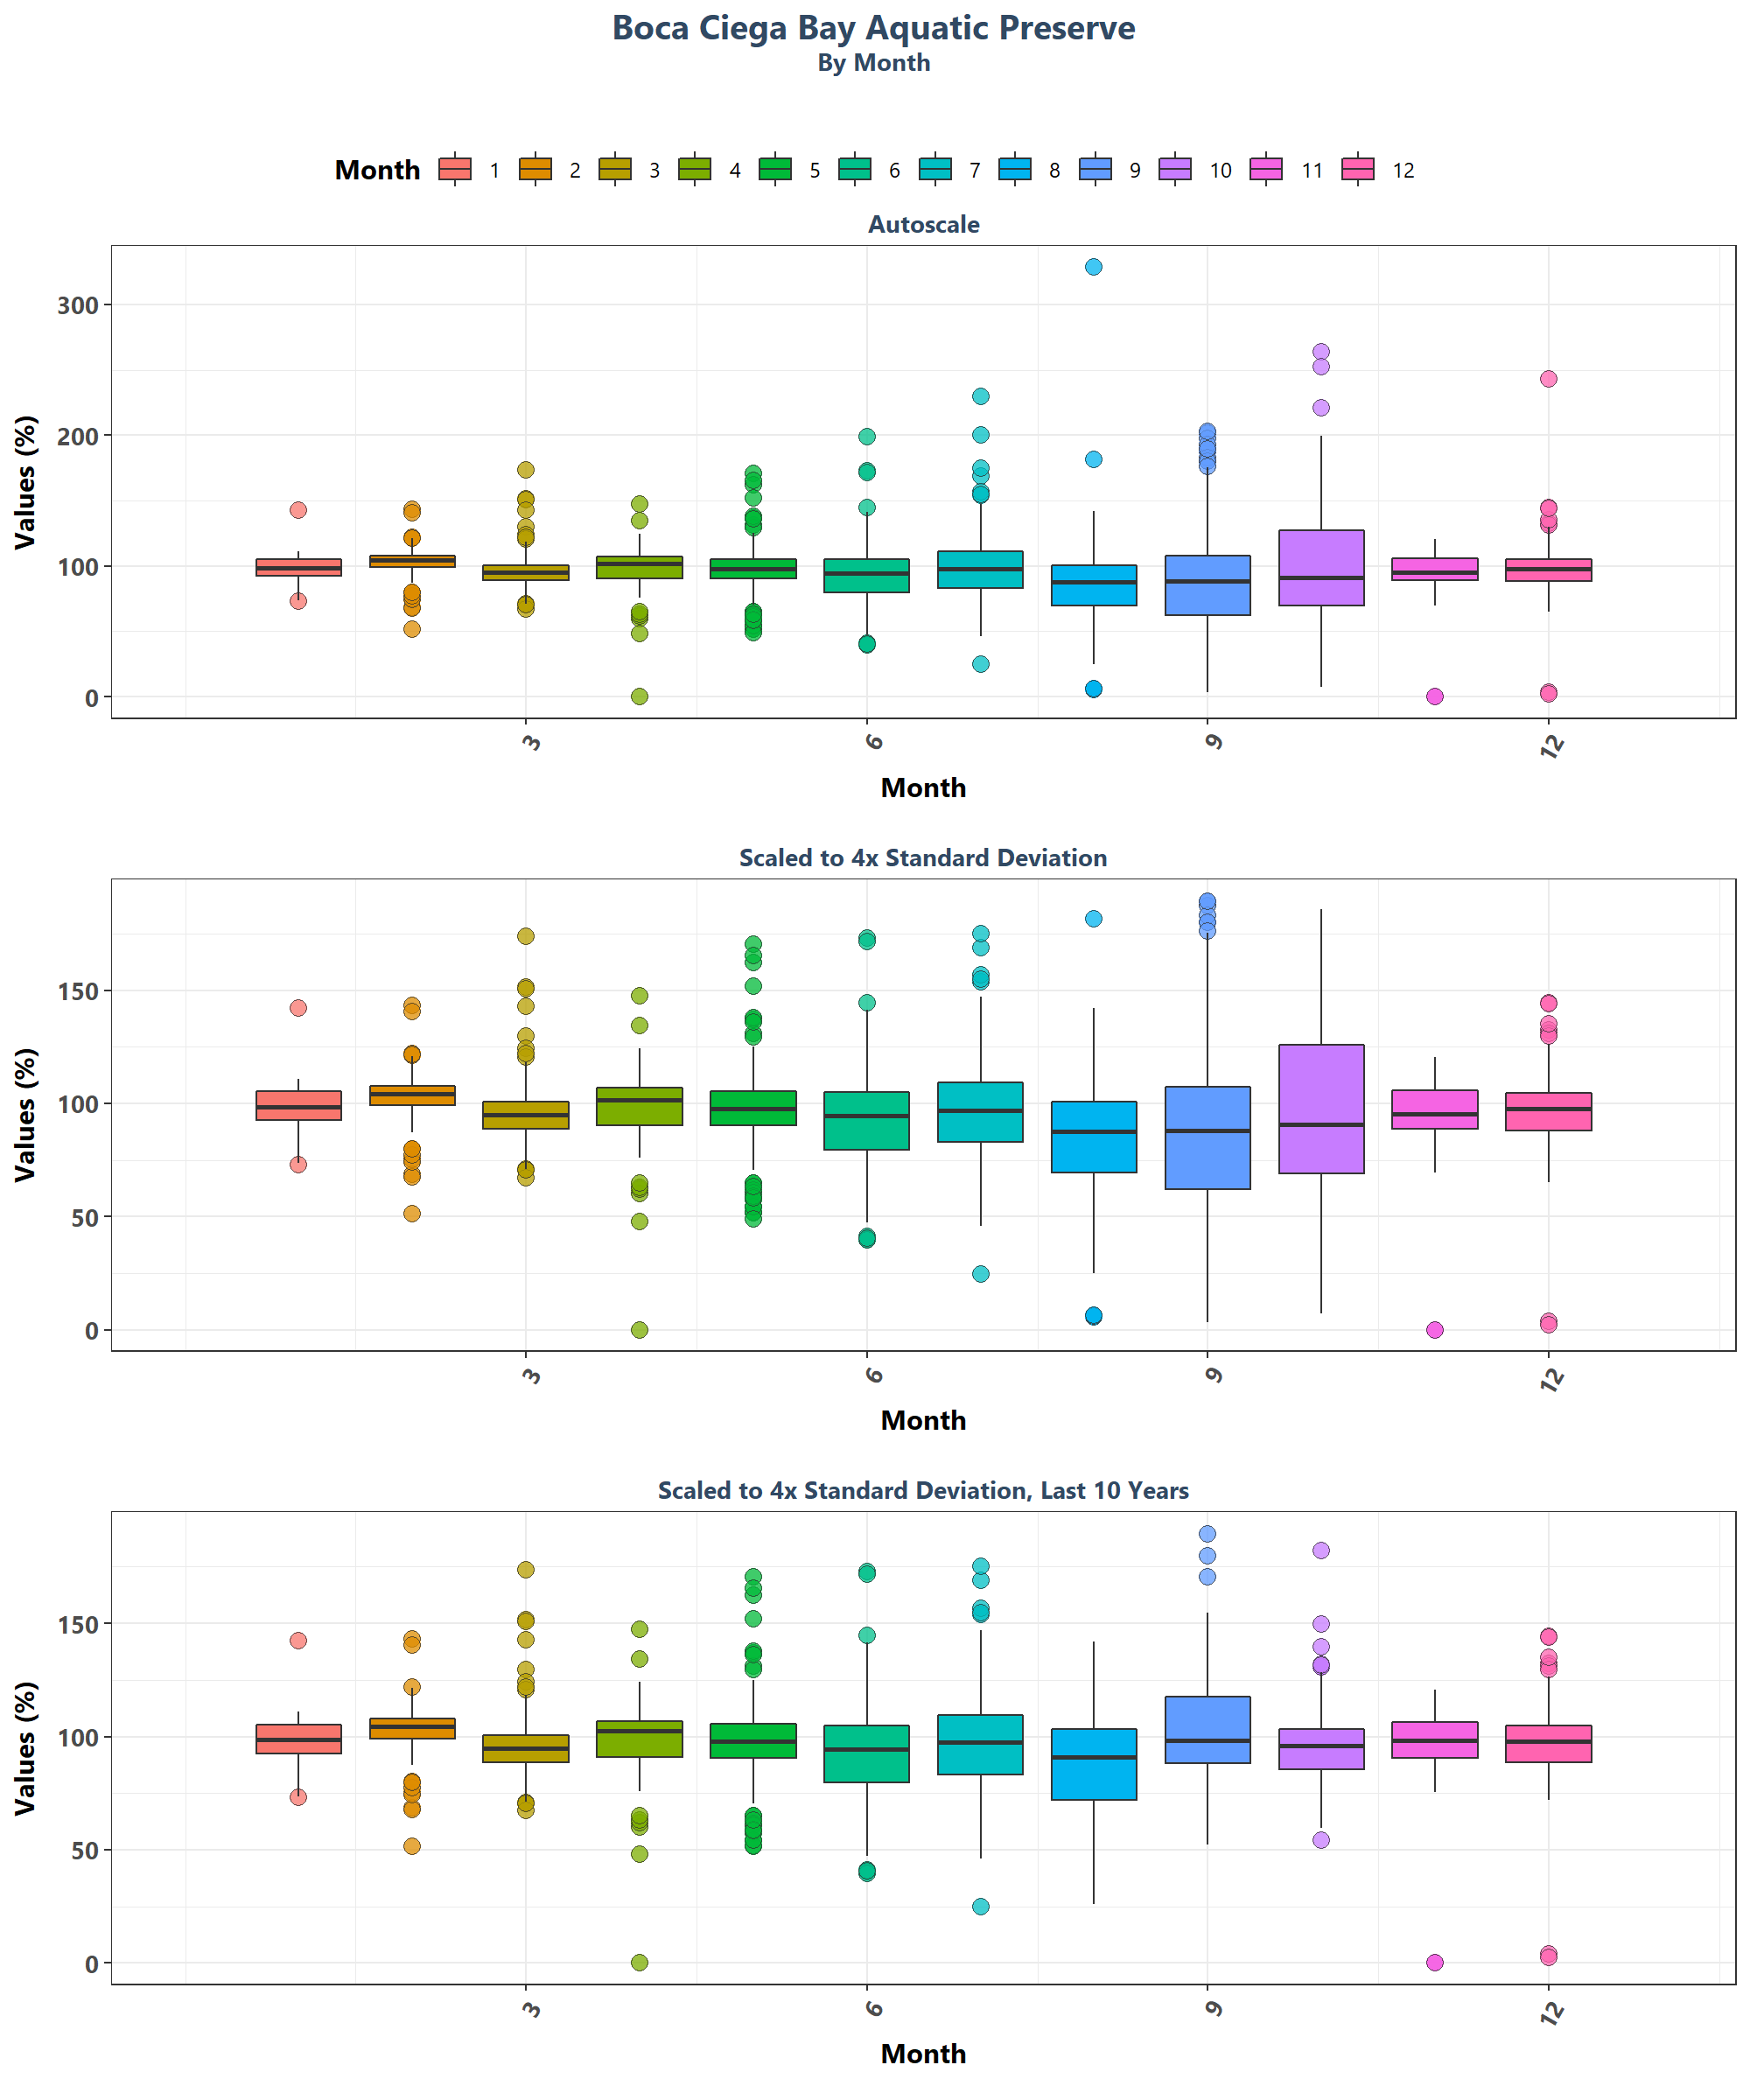 Boca Ciega Bay Aquatic Preserve
By Month
Month 1 2 3 4 5 6 7 8 9 10 11 12
Autoscale
Values (%)
300
200
100
0
3 6 9 12
Month
Scaled to 4x Standard Deviation
Values (%)
150
100
50
0
3 6 9 12
Month
Scaled to 4x Standard Deviation, Last 10 Years
Values (%)
150
100
50
0
3 6 9 12
Month